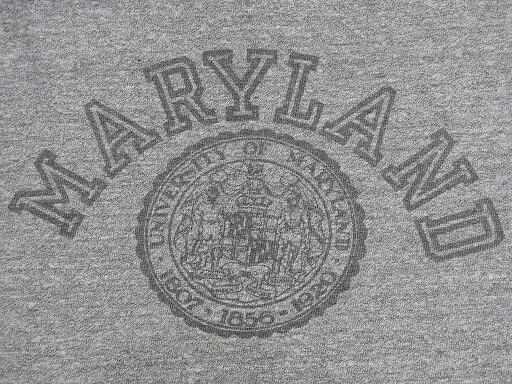 MARYLAND
UNIVERSITY OF MARYLAND
1807 · 1856 · 1920